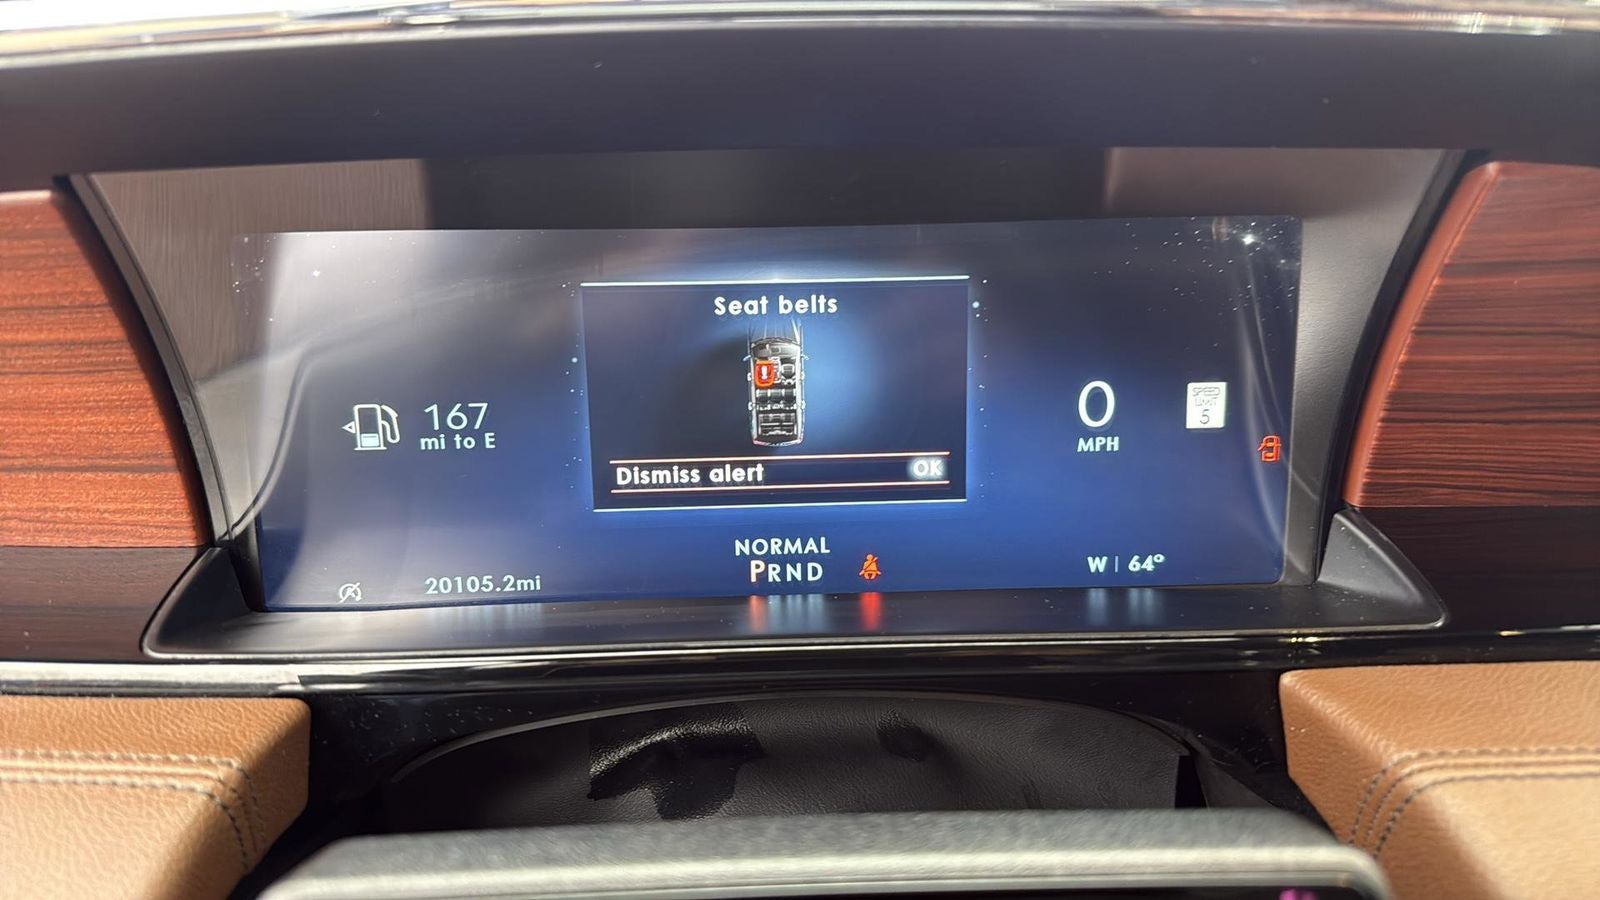 Seat belts
167
mi to E
Dismiss alert OK
0
MPH
SPEED
LIMIT
5
NORMAL
PRND
20105.2mi
W | 64°